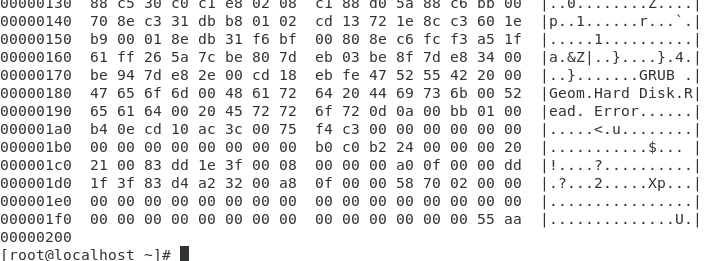 00000130  88 c5 30 c0 c1 e8 02 08  c1 88 d0 5a 88 c6 bb 00  |..0........Z....|
00000140  70 8e c3 31 db b8 01 02  cd 13 72 1e 8c c3 60 1e  |p..1......r...`.|
00000150  b9 00 01 8e db 31 f6 bf  00 80 8e c6 fc f3 a5 1f  |.....1..........|
00000160  61 ff 26 5a 7c be 80 7d  eb 03 be 8f 7d e8 34 00  |a.&Z|..}....}.4.|
00000170  be 94 7d e8 2e 00 cd 18  eb fe 47 52 55 42 20 00  |..}.......GRUB .|
00000180  47 65 6f 6d 00 48 61 72  64 20 44 69 73 6b 00 52  |Geom.Hard Disk.R|
00000190  65 61 64 00 20 45 72 72  6f 72 0d 0a 00 bb 01 00  |ead. Error......|
000001a0  b4 0e cd 10 ac 3c 00 75  f4 c3 00 00 00 00 00 00  |.....<.u........|
000001b0  00 00 00 00 00 00 00 00  b0 c0 b2 24 00 00 00 20  |...........$... |
000001c0  21 00 83 dd 1e 3f 00 08  00 00 00 a0 0f 00 00 dd  |!....?..........|
000001d0  1f 3f 83 d4 a2 32 00 a8  0f 00 00 58 70 02 00 00  |.?...2.....Xp...|
000001e0  00 00 00 00 00 00 00 00  00 00 00 00 00 00 00 00  |................|
000001f0  00 00 00 00 00 00 00 00  00 00 00 00 00 00 55 aa  |..............U.|
00000200
[root@localhost ~]#